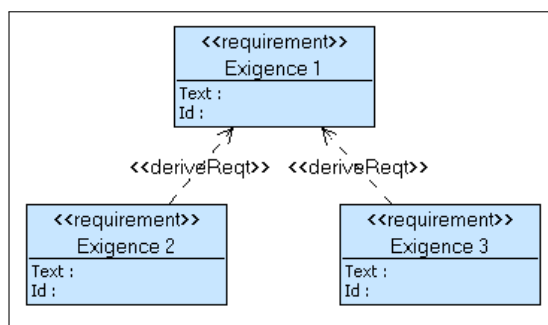 <<requirement>>
Exigence 1
Text :
Id :
<<deriveReqt>> <<deriveReqt>>
<<requirement>>
Exigence 2
Text :
Id :
<<requirement>>
Exigence 3
Text :
Id :